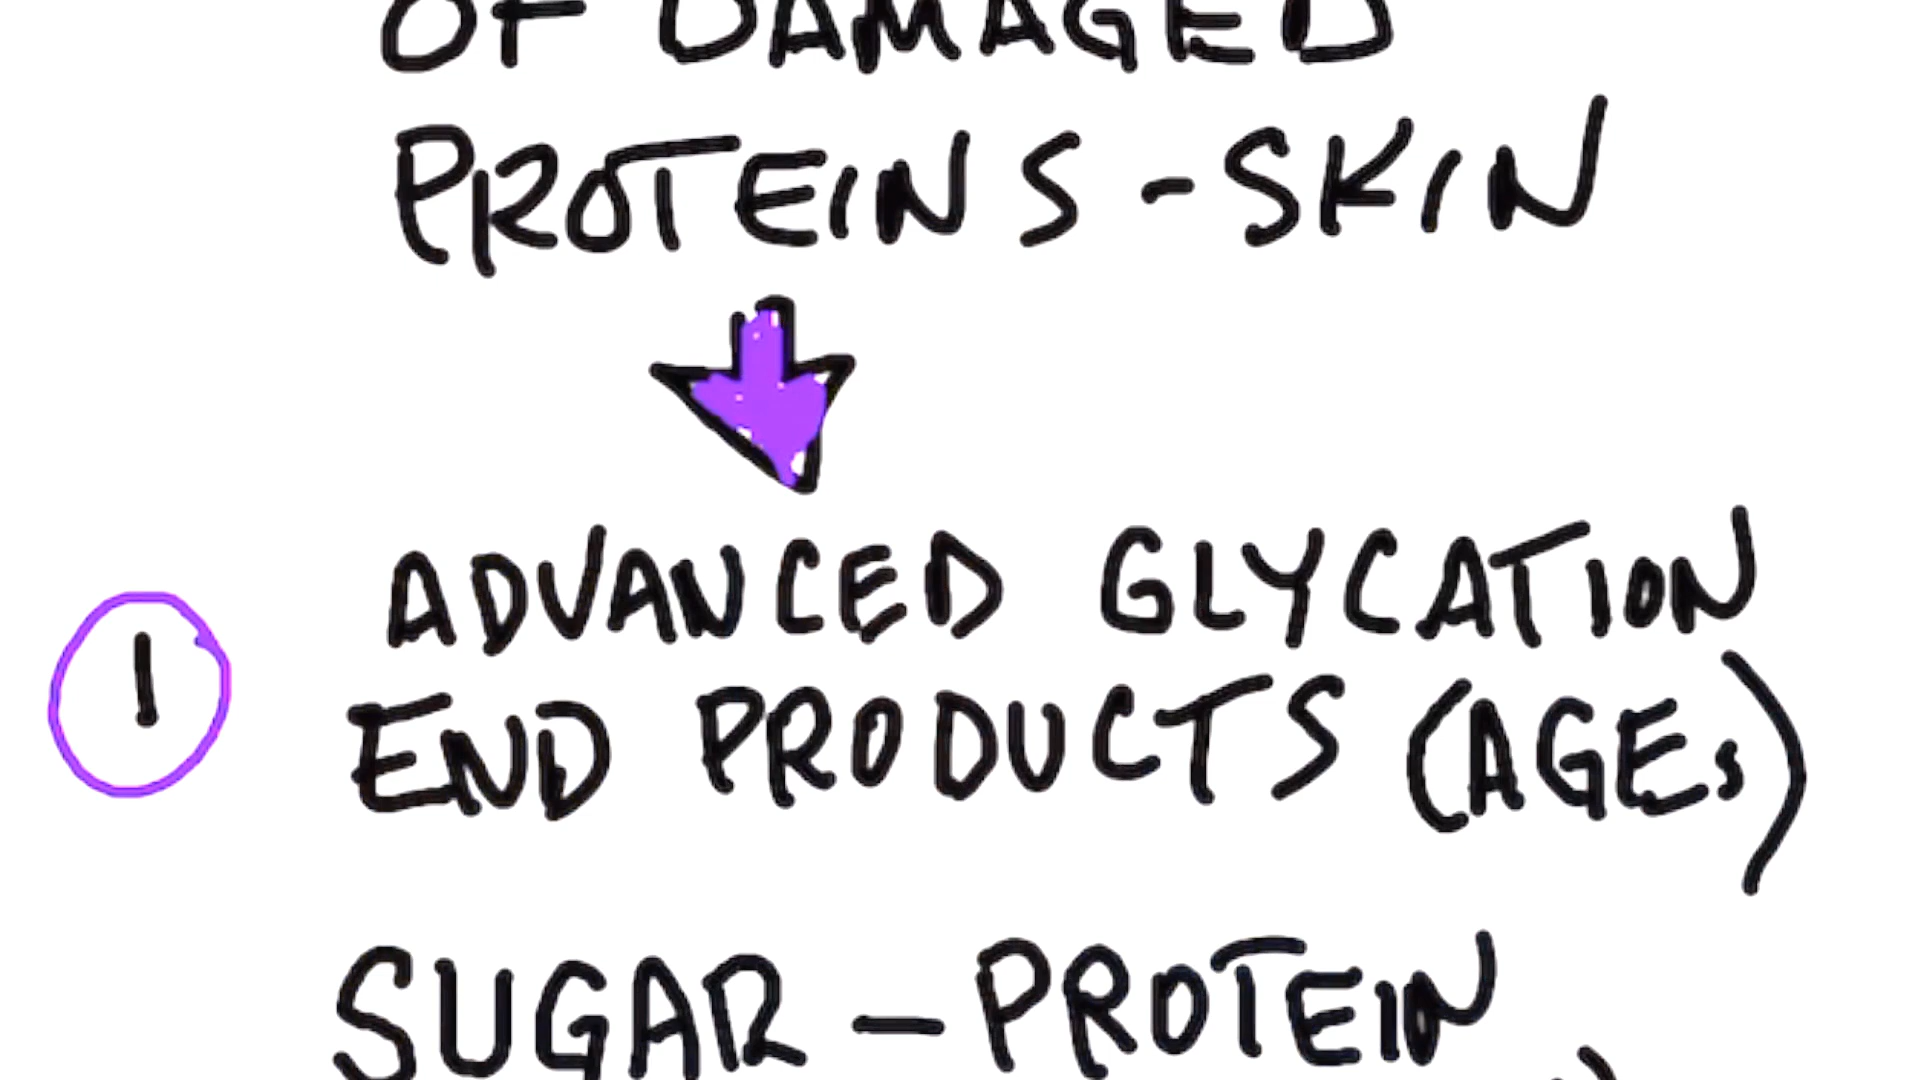 OF DAMAGED
PROTEINS - SKIN
1 ADVANCED GLYCATION
END PRODUCTS (AGEs)
SUGAR - PROTEIN